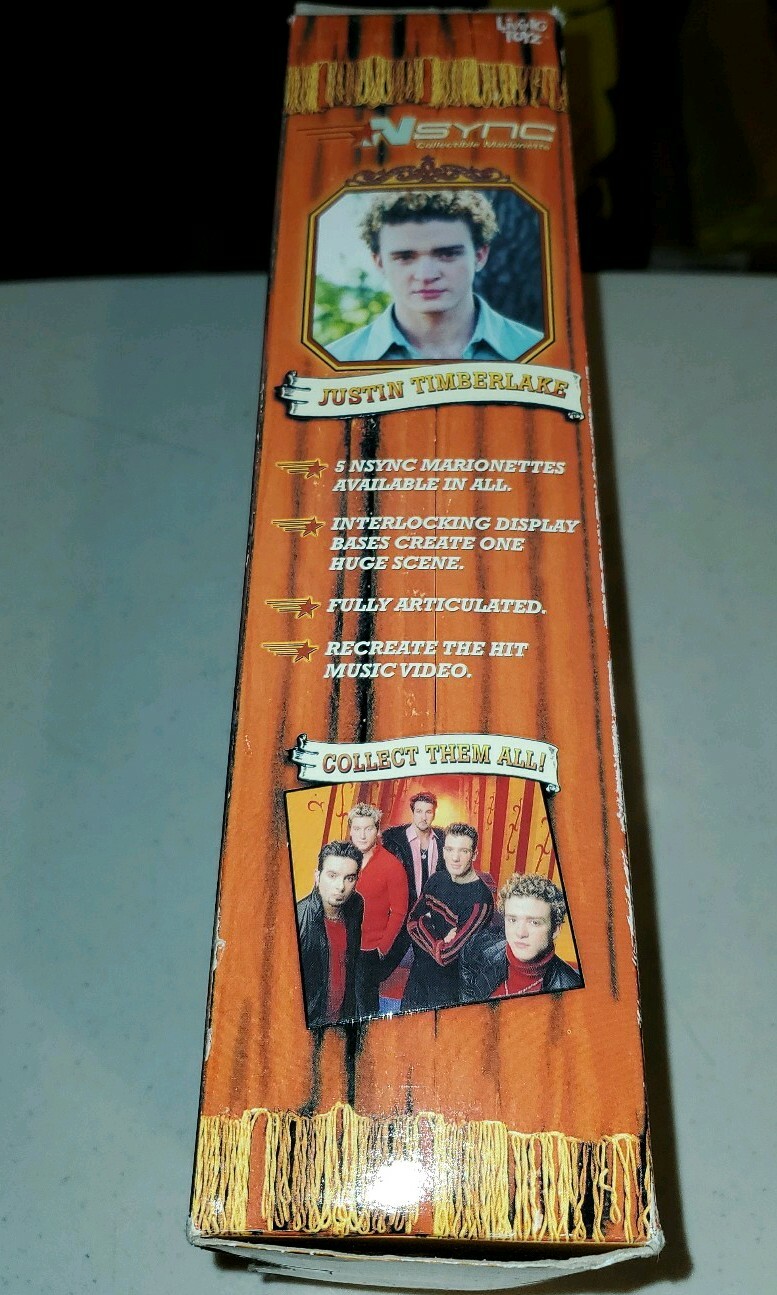 LiViNG
TOYZ
NSYNC
Collectible Marionette
JUSTIN TIMBERLAKE
5 NSYNC MARIONETTES
AVAILABLE IN ALL.
INTERLOCKING DISPLAY
BASES CREATE ONE
HUGE SCENE.
FULLY ARTICULATED.
RECREATE THE HIT
MUSIC VIDEO.
COLLECT THEM ALL!